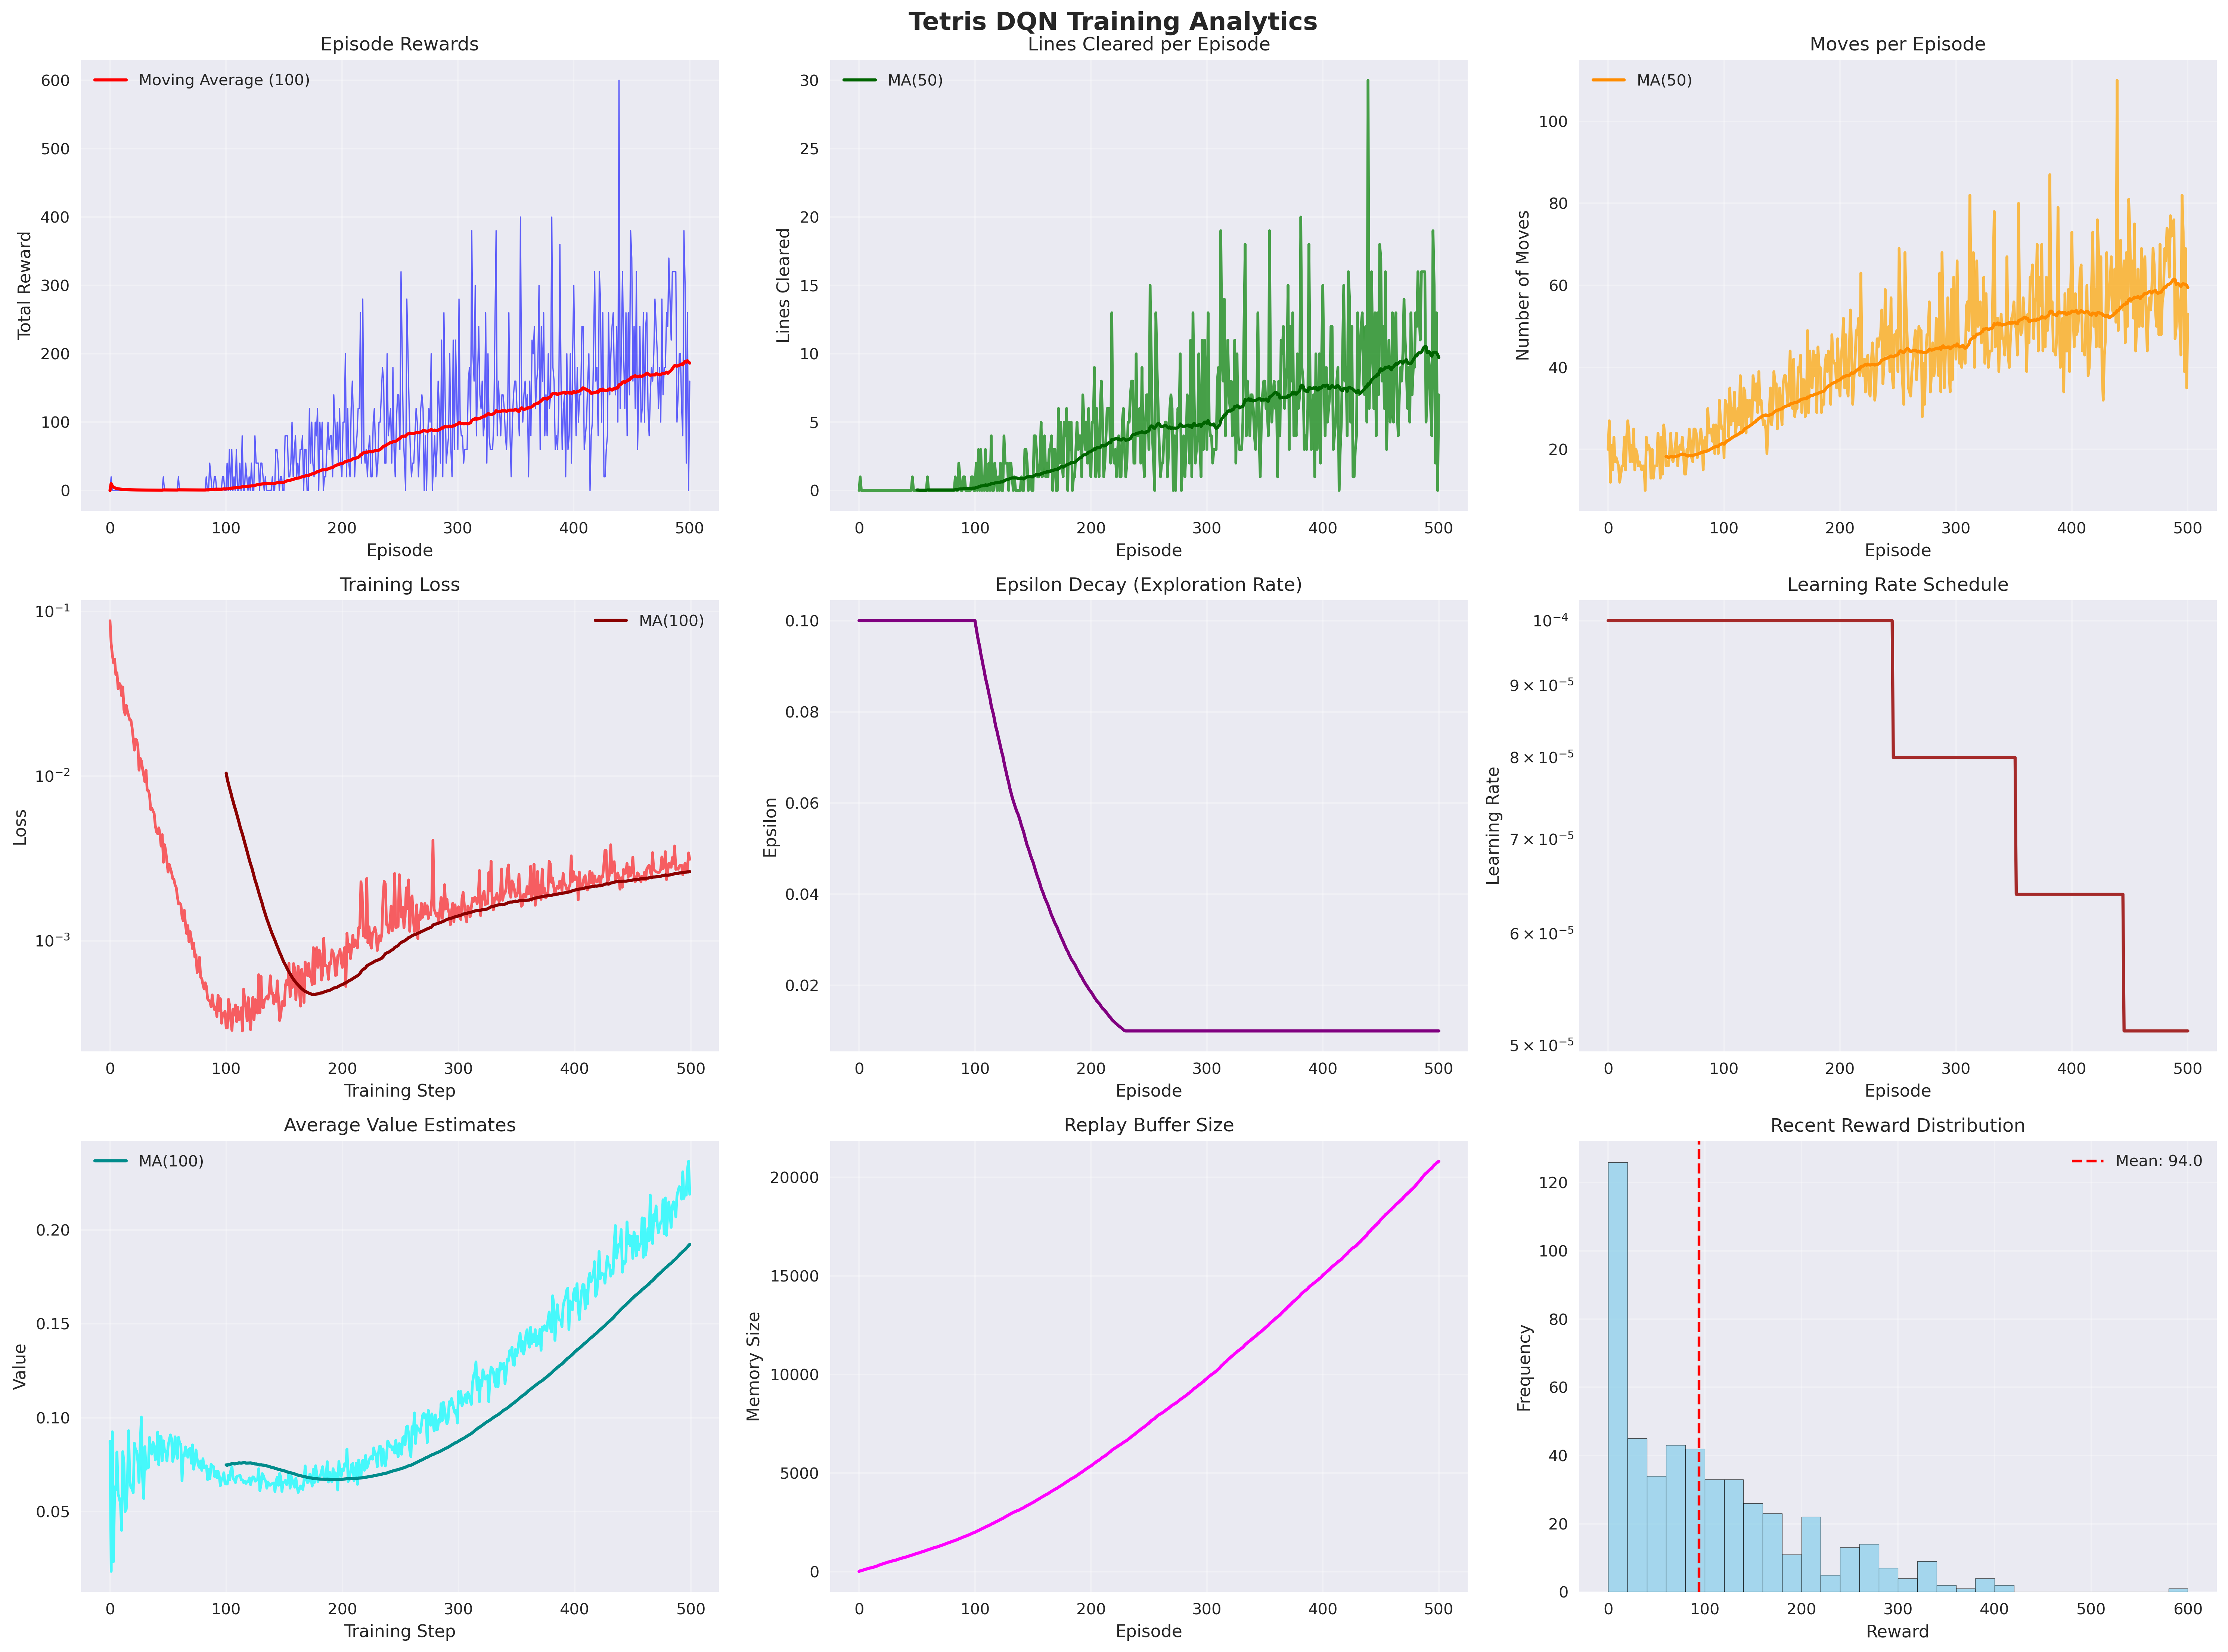 Tetris DQN Training Analytics
Episode Rewards
Moving Average (100)
Total Reward
600
500
400
300
200
100
0
0 100 200 300 400 500
Episode
Lines Cleared per Episode
MA(50)
Lines Cleared
30
25
20
15
10
5
0
0 100 200 300 400 500
Episode
Moves per Episode
MA(50)
Number of Moves
100
80
60
40
20
0 100 200 300 400 500
Episode
Training Loss
MA(100)
Loss
10⁻¹
10⁻²
10⁻³
0 100 200 300 400 500
Training Step
Epsilon Decay (Exploration Rate)
Epsilon
0.10
0.08
0.06
0.04
0.02
0 100 200 300 400 500
Episode
Learning Rate Schedule
Learning Rate
10⁻⁴
9 × 10⁻⁵
8 × 10⁻⁵
7 × 10⁻⁵
6 × 10⁻⁵
5 × 10⁻⁵
0 100 200 300 400 500
Episode
Average Value Estimates
MA(100)
Value
0.20
0.15
0.10
0.05
0 100 200 300 400 500
Training Step
Replay Buffer Size
Memory Size
20000
15000
10000
5000
0
0 100 200 300 400 500
Episode
Recent Reward Distribution
Mean: 94.0
Frequency
120
100
80
60
40
20
0
0 100 200 300 400 500 600
Reward